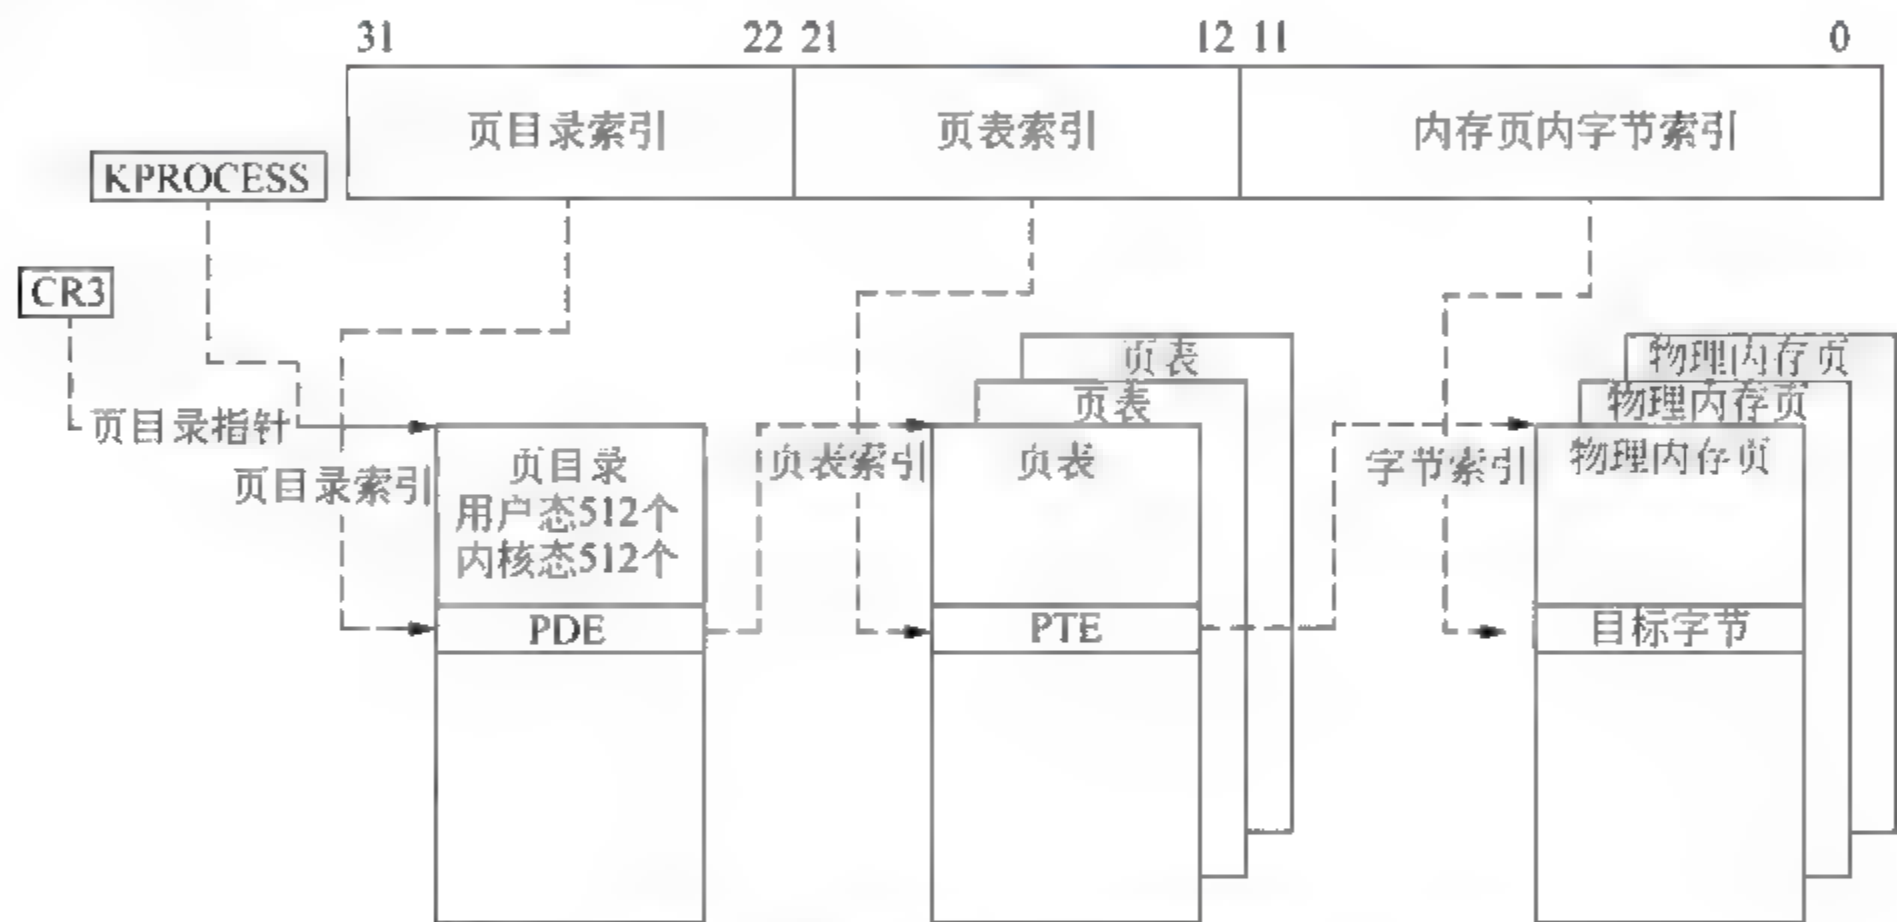 31 22 21 12 11 0
页目录索引 页表索引 内存页内字节索引
KPROCESS
CR3
页表 物理内存页
页表 物理内存页
页目录指针
页目录 页表索引 页表 字节索引 物理内存页
页目录索引
用户态512个
内核态512个
PDE PTE 目标字节